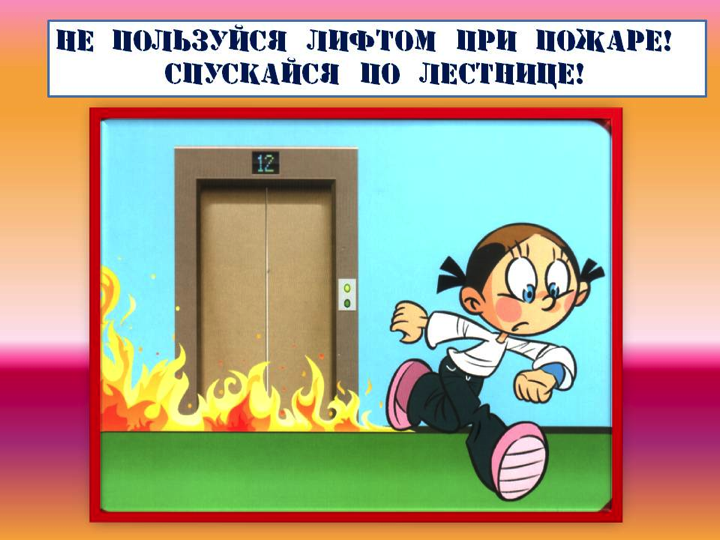 НЕ ПОЛЬЗУЙСЯ ЛИФТОМ ПРИ ПОЖАРЕ!
СПУСКАЙСЯ ПО ЛЕСТНИЦЕ!
12